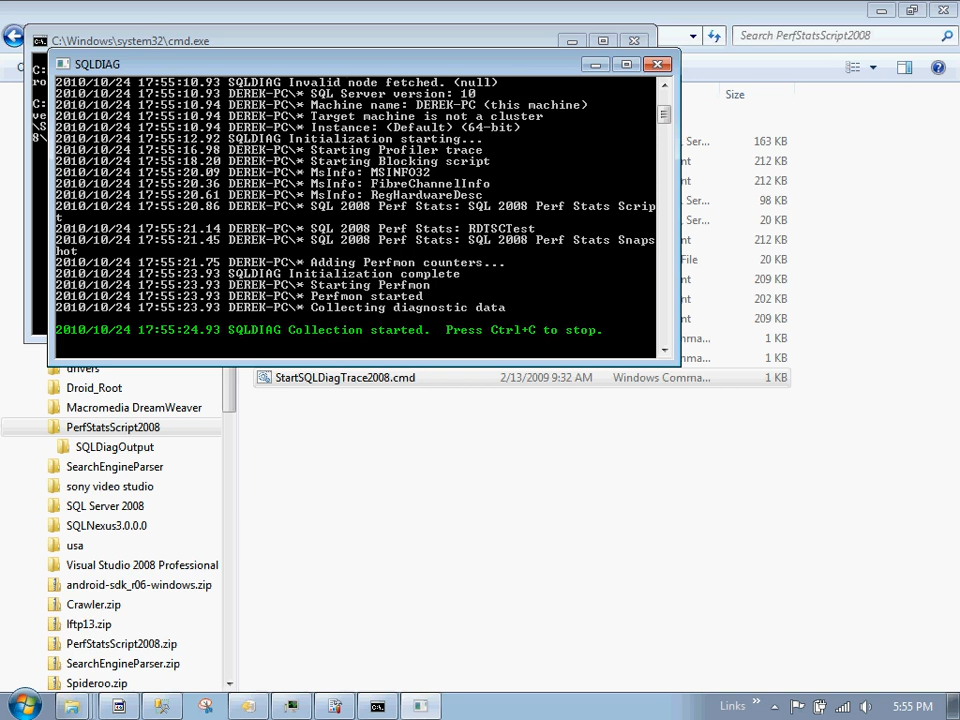 C:\Windows\system32\cmd.exe
Search PerfStatsScript2008
SQLDIAG
2010/10/24 17:55:10.93 SQLDIAG Invalid node fetched. (null)
2010/10/24 17:55:10.93 DEREK-PC\* SQL Server version: 10
2010/10/24 17:55:10.94 DEREK-PC\* Machine name: DEREK-PC (this machine)
2010/10/24 17:55:10.94 DEREK-PC\* Target machine is not a cluster
2010/10/24 17:55:10.94 DEREK-PC\* Instance: (Default) (64-bit)
2010/10/24 17:55:12.92 SQLDIAG Initialization starting...
2010/10/24 17:55:16.98 DEREK-PC\* Starting Profiler trace
2010/10/24 17:55:18.20 DEREK-PC\* Starting Blocking script
2010/10/24 17:55:20.09 DEREK-PC\* MsInfo: MSINFO32
2010/10/24 17:55:20.36 DEREK-PC\* MsInfo: FibreChannelInfo
2010/10/24 17:55:20.61 DEREK-PC\* MsInfo: RegHardwareDesc
2010/10/24 17:55:20.86 DEREK-PC\* SQL 2008 Perf Stats: SQL 2008 Perf Stats Scrip
t
2010/10/24 17:55:21.14 DEREK-PC\* SQL 2008 Perf Stats: RDTSCTest
2010/10/24 17:55:21.45 DEREK-PC\* SQL 2008 Perf Stats: SQL 2008 Perf Stats Snaps
hot
2010/10/24 17:55:21.75 DEREK-PC\* Adding Perfmon counters...
2010/10/24 17:55:23.93 SQLDIAG Initialization complete
2010/10/24 17:55:23.93 DEREK-PC\* Starting Perfmon
2010/10/24 17:55:23.93 DEREK-PC\* Perfmon started
2010/10/24 17:55:23.93 DEREK-PC\* Collecting diagnostic data
2010/10/24 17:55:24.93 SQLDIAG Collection started.  Press Ctrl+C to stop.
Size
Ser... 163 KB
nt 212 KB
nt 212 KB
Ser... 98 KB
Ser... 20 KB
nt 212 KB
File 20 KB
nt 209 KB
nt 202 KB
nt 209 KB
mma... 1 KB
mma... 1 KB
StartSQLDiagTrace2008.cmd 2/13/2009 9:32 AM Windows Comma... 1 KB
drivers
Droid_Root
Macromedia DreamWeaver
PerfStatsScript2008
SQLDiagOutput
SearchEngineParser
sony video studio
SQL Server 2008
SQLNexus3.0.0.0
usa
Visual Studio 2008 Professional
android-sdk_r06-windows.zip
Crawler.zip
lftp13.zip
PerfStatsScript2008.zip
SearchEngineParser.zip
Spideroo.zip
Links
5:55 PM